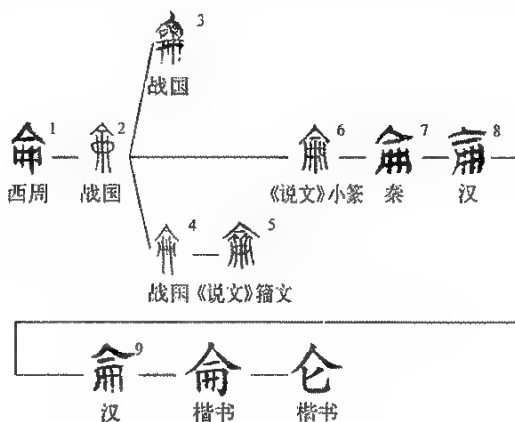 3
战国
1 2 6 7 8
西周 战国 《说文》小篆 秦 汉
4 5
战国 《说文》籀文
9
侖 仑
汉 楷书 楷书